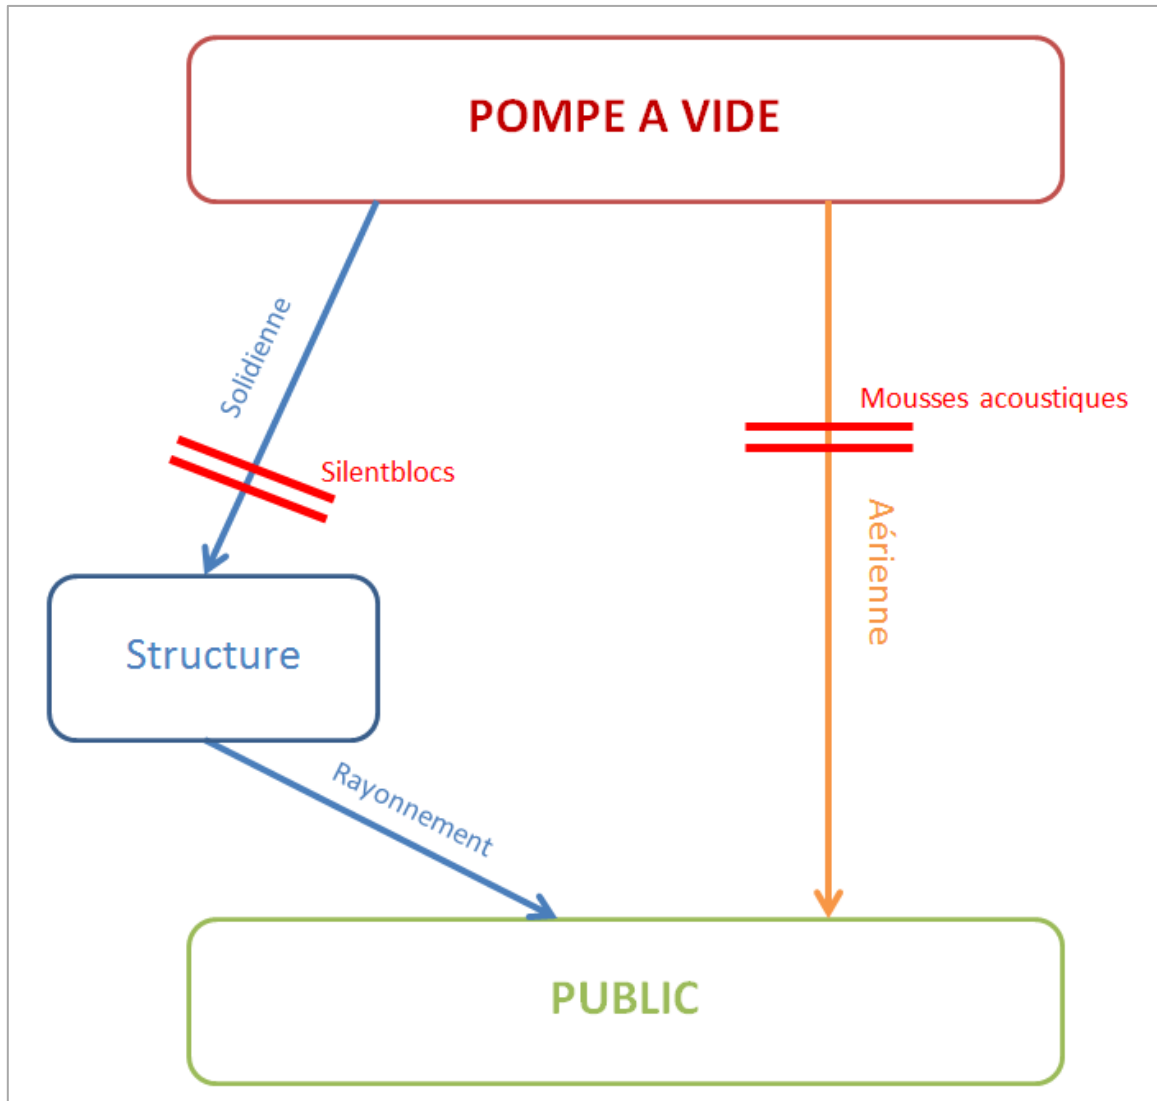 POMPE A VIDE
Solidienne
Mousses acoustiques
Silentblocs
Aérienne
Structure
Rayonnement
PUBLIC